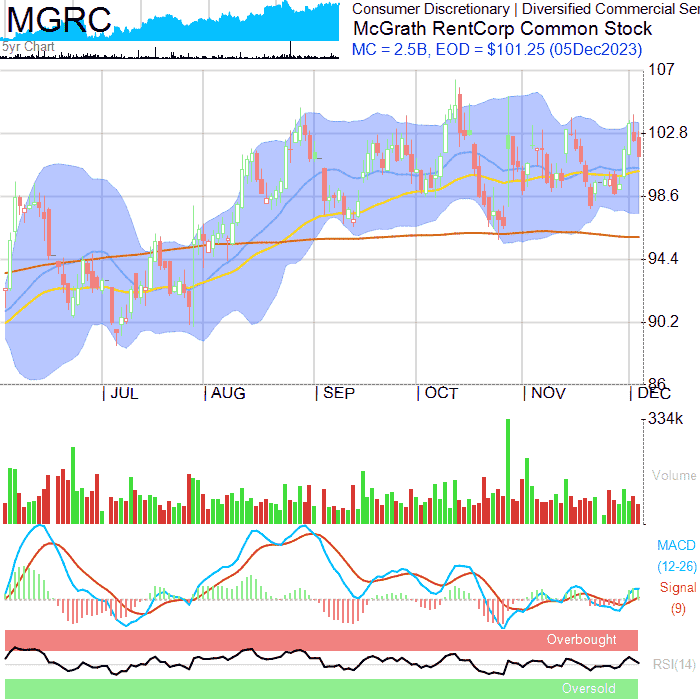 MGRC
5yr Chart
Consumer Discretionary | Diversified Commercial Ser
McGrath RentCorp Common Stock
MC = 2.5B, EOD = $101.25 (05Dec2023)
107
102.8
98.6
94.4
90.2
86
JUL AUG SEP OCT NOV DEC
334k
Volume
MACD
(12-26)
Signal
(9)
Overbought
RSI(14)
Oversold